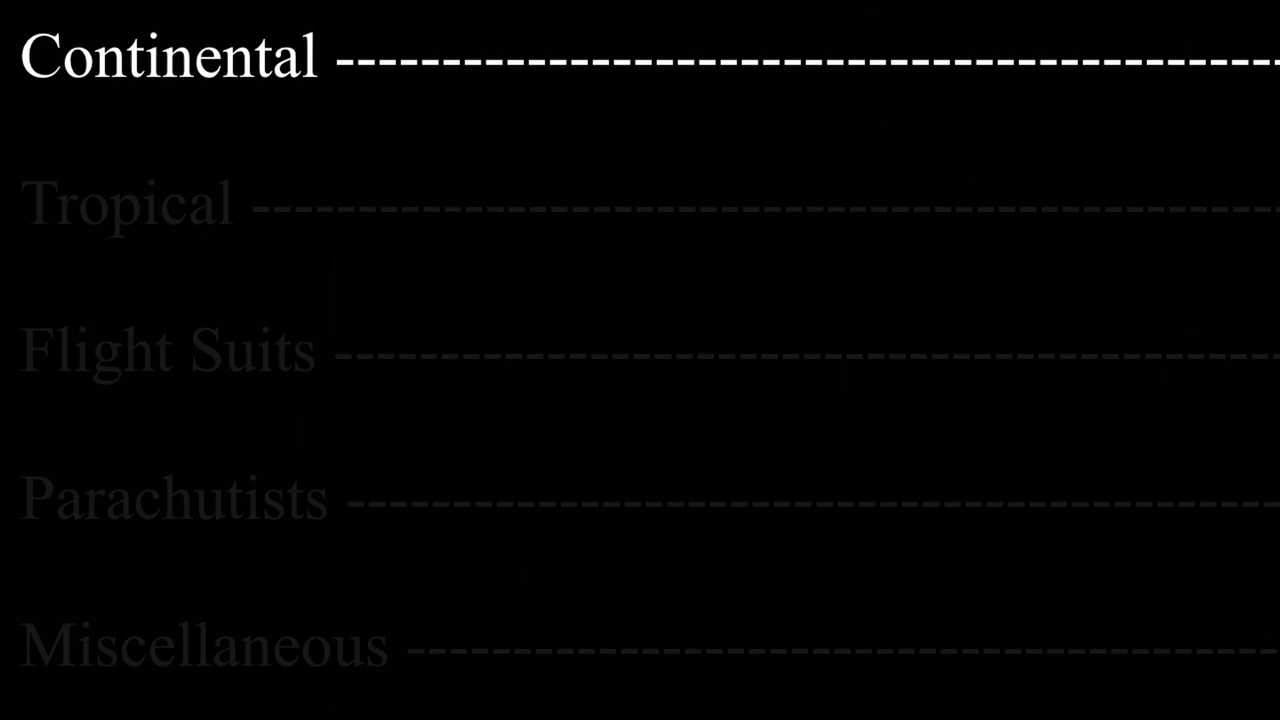 Continental --------------------------------------------
Tropical ------------------------------------------------
Flight Suits --------------------------------------------
Parachutists --------------------------------------------
Miscellaneous -----------------------------------------